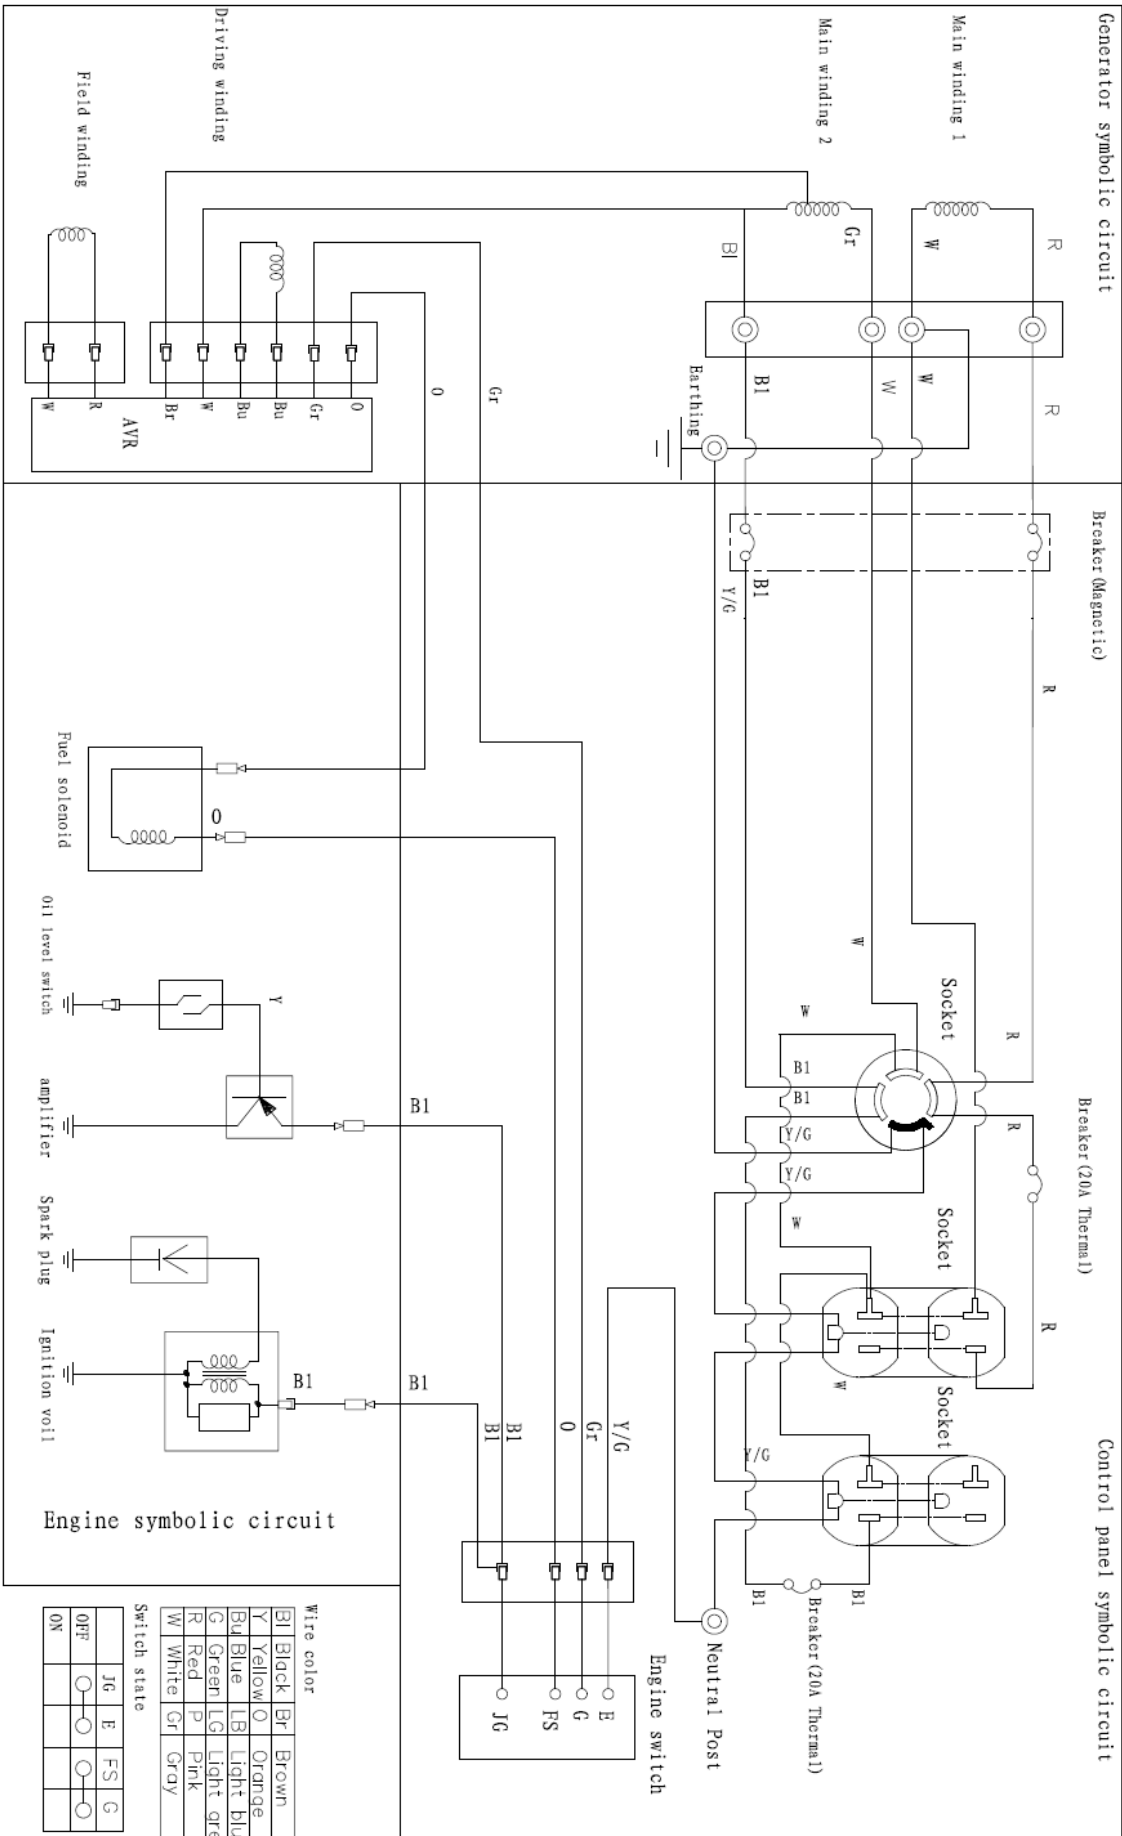 Generator symbolic circuit
Control panel symbolic circuit
Main winding 1
Main winding 2
Driving winding
Field winding
R
W
Gr
Bl
R
W
W
B1
Earthing
O
Gr
Bu
Bu
W
Br
R
W
AVR
Gr
O
Breaker(Magnetic)
B1
Y/G
R
W
Socket
R
W
B1
B1
Y/G
Y/G
W
R
Breaker(20A Thermal)
Socket
R
W
Socket
Y/G
B1
B1
Breaker(20A Thermal)
Neutral Post
Y/G
Gr
O
B1
B1
Engine switch
E
G
FS
JG
Fuel solenoid
O
Oil level switch
Y
amplifier
B1
Spark plug
Ignition voil
B1
B1
Engine symbolic circuit
Wire color
Bl Black Br Brown
Y Yellow O Orange
Bu Blue LB Light blu
G Green LG Light gre
R Red P Pink
W White Gr Gray
Switch state
JG E FS G
OFF
ON